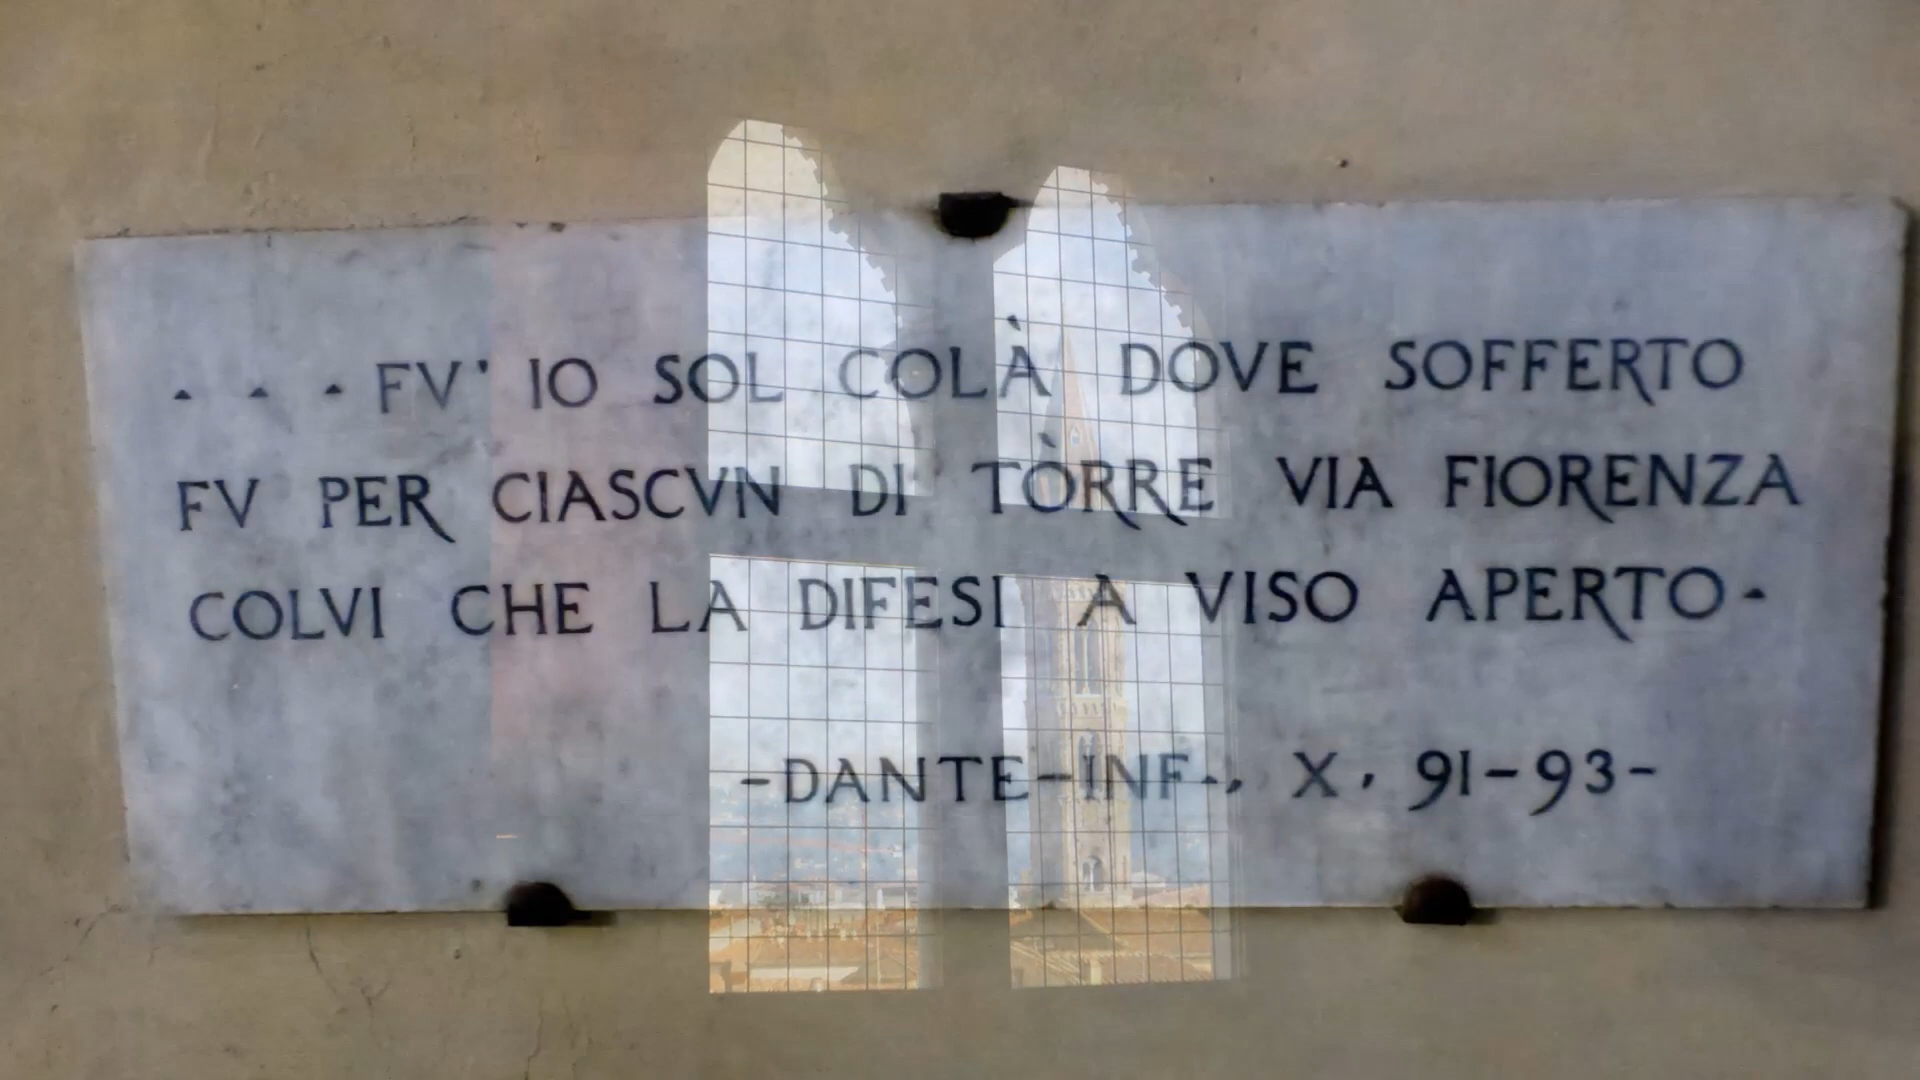 ... FV' IO SOL COLÀ DOVE SOFFERTO
FV PER CIASCVN DI TÒRRE VIA FIORENZA
COLVI CHE LA DIFESI A VISO APERTO.
-DANTE-INF., X, 91-93-